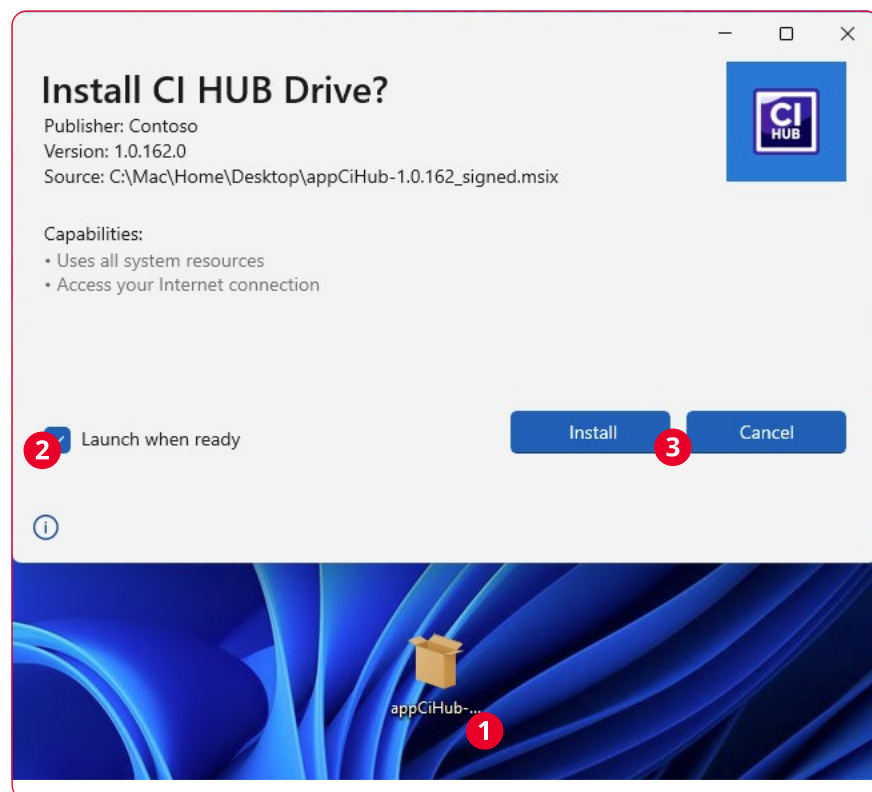 Install CI HUB Drive?
CI
HUB
Publisher: Contoso
Version: 1.0.162.0
Source: C:\Mac\Home\Desktop\appCiHub-1.0.162_signed.msix
Capabilities:
• Uses all system resources
• Access your Internet connection
2 Launch when ready
Install 3 Cancel
appCiHub-...
1